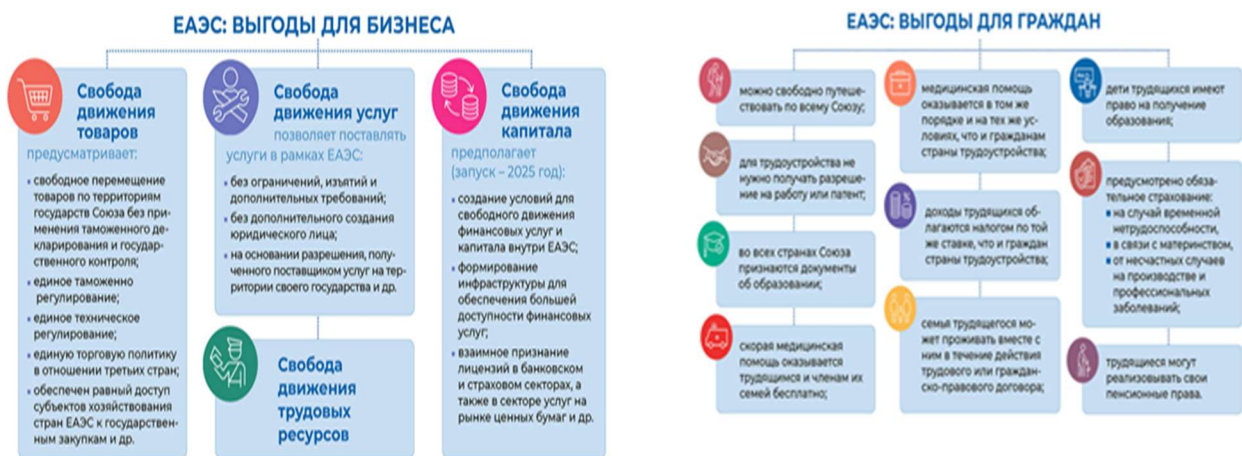 ЕАЭС: ВЫГОДЫ ДЛЯ БИЗНЕСА
Свобода
движения
товаров
предусматривает:
▪ свободное перемещение
товаров по территориям
государств Союза без при-
менения таможенного де-
кларирования и государ-
ственного контроля;
▪ единое таможенно
регулирование;
▪ единое техническое
регулирование;
▪ единую торговую политику
в отношении третьих стран;
▪ обеспечен равный доступ
субъектов хозяйствования
стран ЕАЭС к государствен-
ным закупкам и др.
Свобода
движения услуг
позволяет поставлять
услуги в рамках ЕАЭС:
▪ без ограничений, изъятий и
дополнительных требований;
▪ без дополнительного создания
юридического лица;
▪ на основании разрешения, полу-
ченного поставщиком услуг на тер-
ритории своего государства и др.
Свобода
движения
трудовых
ресурсов
Свобода
движения
капитала
предполагает
(запуск – 2025 год):
▪ создание условий для
свободного движения
финансовых услуг и
капитала внутри ЕАЭС;
▪ формирование
инфраструктуры для
обеспечения большей
доступности финансовых
услуг;
▪ взаимное признание
лицензий в банковском
и страховом секторах, а
также в секторе услуг на
рынке ценных бумаг и др.
ЕАЭС: ВЫГОДЫ ДЛЯ ГРАЖДАН
можно свободно путеше-
ствовать по всему Союзу;
для трудоустройства не
нужно получать разреше-
ние на работу или патент;
во всех странах Союза
признаются документы
об образовании;
скорая медицинская
помощь оказывается
трудящимся и членам их
семей бесплатно;
медицинская помощь
оказывается в том же
порядке и на тех же ус-
ловиях, что и гражданам
страны трудоустройства;
доходы трудящихся об-
лагаются налогом по той
же ставке, что и граждан
страны трудоустройства;
семья трудящегося мо-
жет проживать вместе с
ним в течение действия
трудового или граждан-
ско-правового договора;
дети трудящихся имеют
право на получение
образования;
предусмотрено обяза-
тельное страхование:
▪ на случай временной
нетрудоспособности,
▪ в связи с материнством,
▪ от несчастных случаев
на производстве и
профессиональных
заболеваний;
трудящиеся могут
реализовывать свои
пенсионные права.